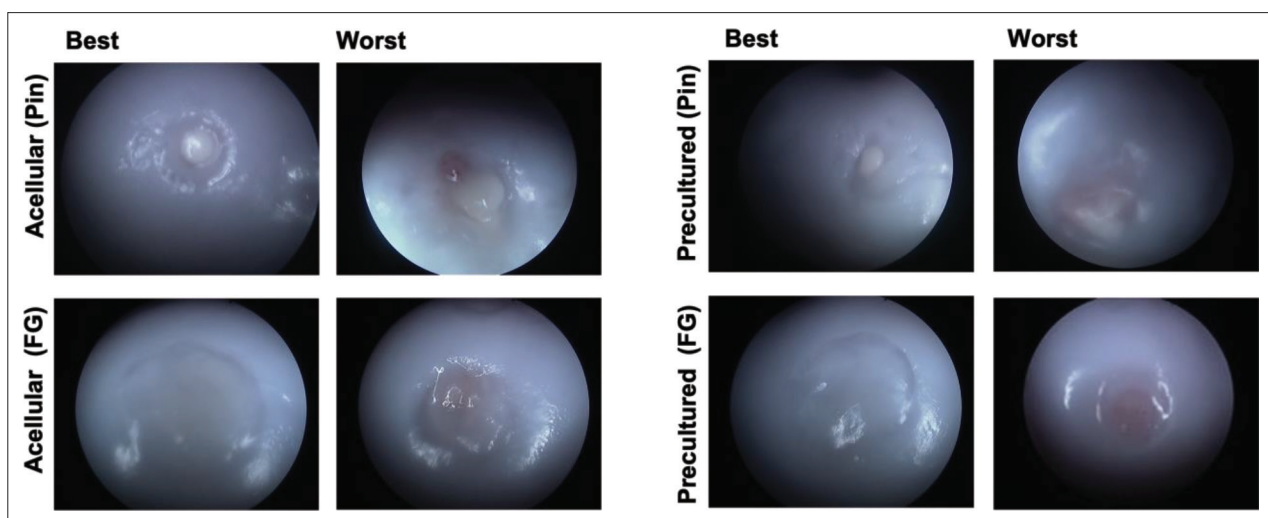 Best Worst Best Worst
Acellular (Pin)
Precultured (Pin)
Acellular (FG)
Precultured (FG)